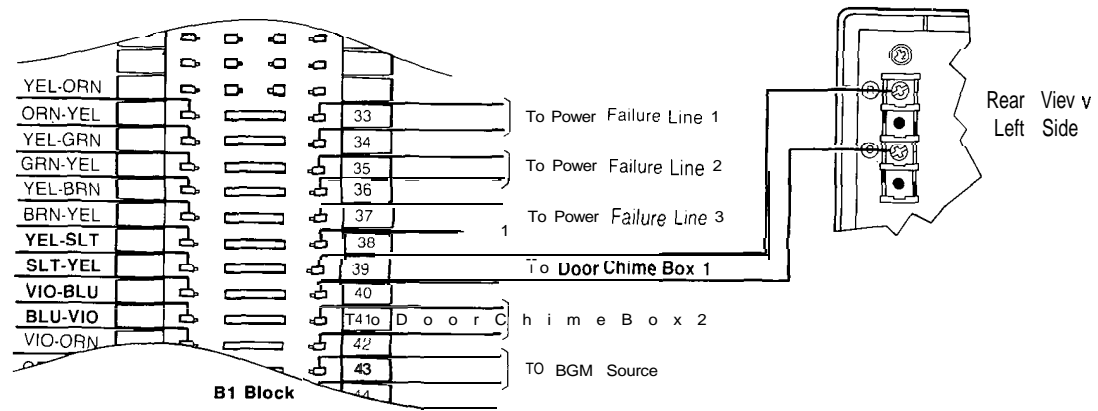 YEL-ORN
ORN-YEL
YEL-GRN
GRN-YEL
YEL-BRN
BRN-YEL
YEL-SLT
SLT-YEL
VIO-BLU
BLU-VIO
VIO-ORN
33
34
35
36
37
38
39
40
T41o Door Chime Box 2
42
43
44
To Power Failure Line 1
To Power Failure Line 2
To Power Failure Line 3
1
To Door Chime Box 1
TO BGM Source
B1 Block
Rear Viev v
Left Side